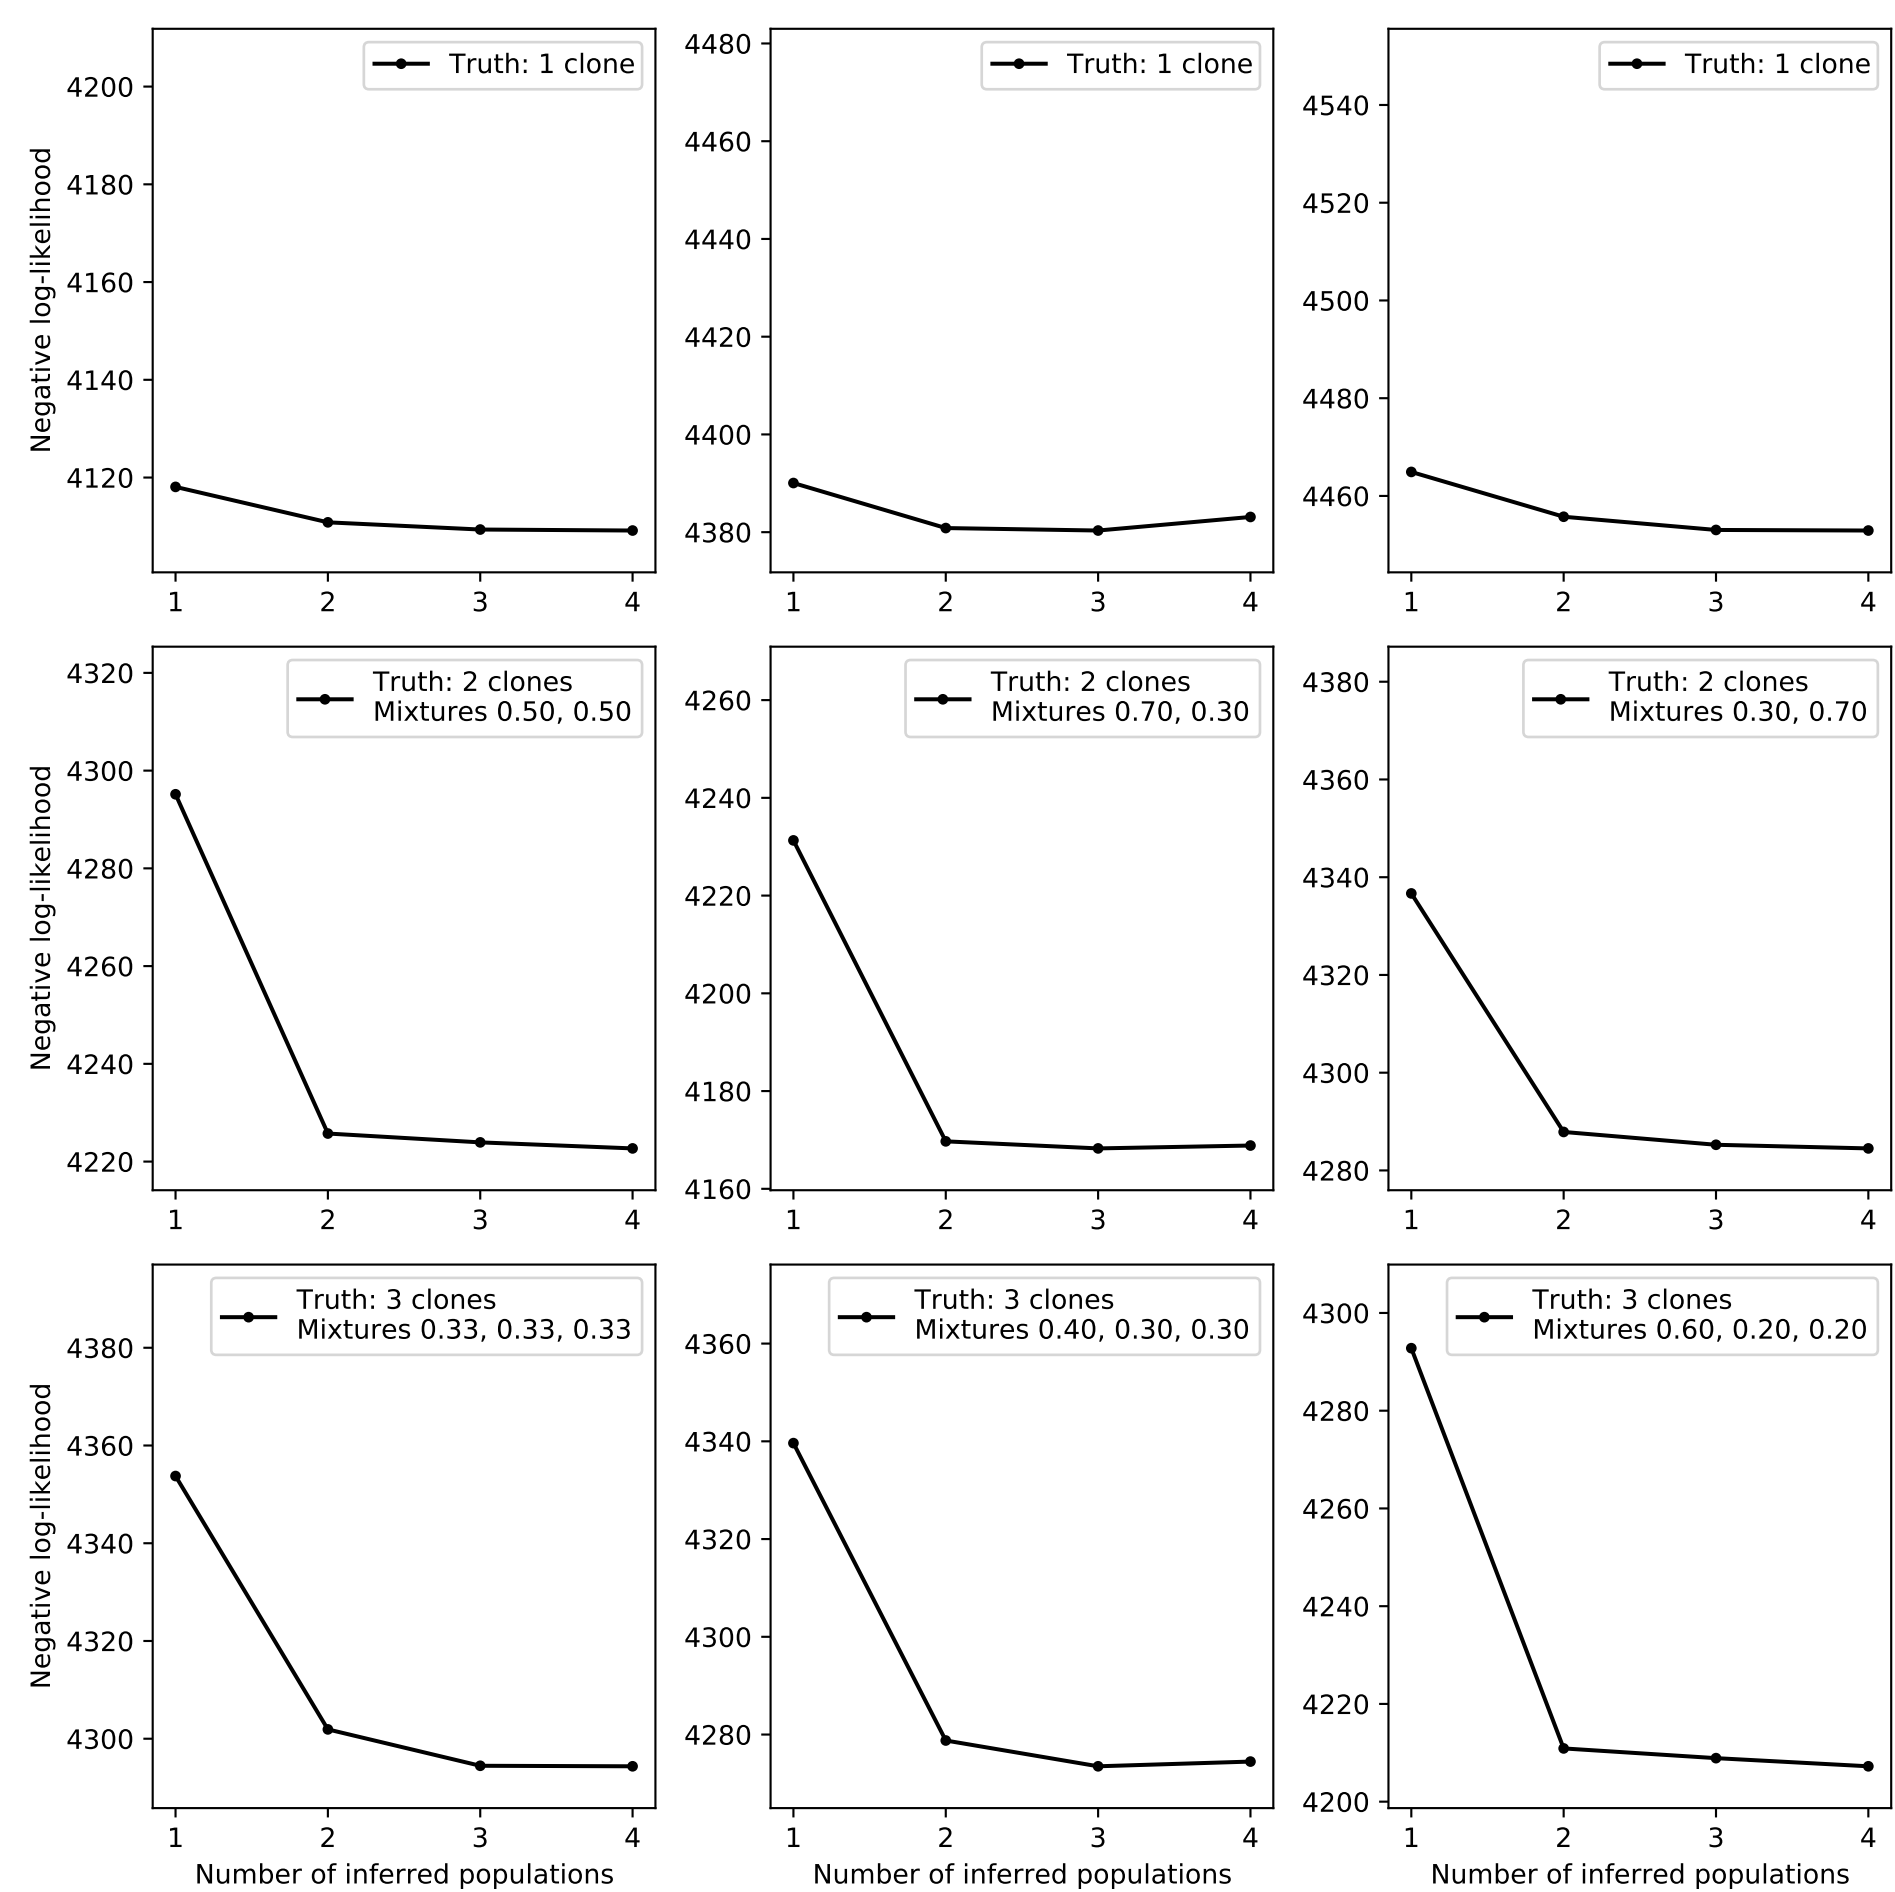 Truth: 1 clone
4200
4180
4160
4140
4120
Negative log-likelihood
1 2 3 4
Truth: 1 clone
4480
4460
4440
4420
4400
4380
1 2 3 4
Truth: 1 clone
4540
4520
4500
4480
4460
1 2 3 4
Truth: 2 clones
Mixtures 0.50, 0.50
4320
4300
4280
4260
4240
4220
Negative log-likelihood
1 2 3 4
Truth: 2 clones
Mixtures 0.70, 0.30
4260
4240
4220
4200
4180
4160
1 2 3 4
Truth: 2 clones
Mixtures 0.30, 0.70
4380
4360
4340
4320
4300
4280
1 2 3 4
Truth: 3 clones
Mixtures 0.33, 0.33, 0.33
4380
4360
4340
4320
4300
Negative log-likelihood
1 2 3 4
Number of inferred populations
Truth: 3 clones
Mixtures 0.40, 0.30, 0.30
4360
4340
4320
4300
4280
1 2 3 4
Number of inferred populations
Truth: 3 clones
Mixtures 0.60, 0.20, 0.20
4300
4280
4260
4240
4220
4200
1 2 3 4
Number of inferred populations